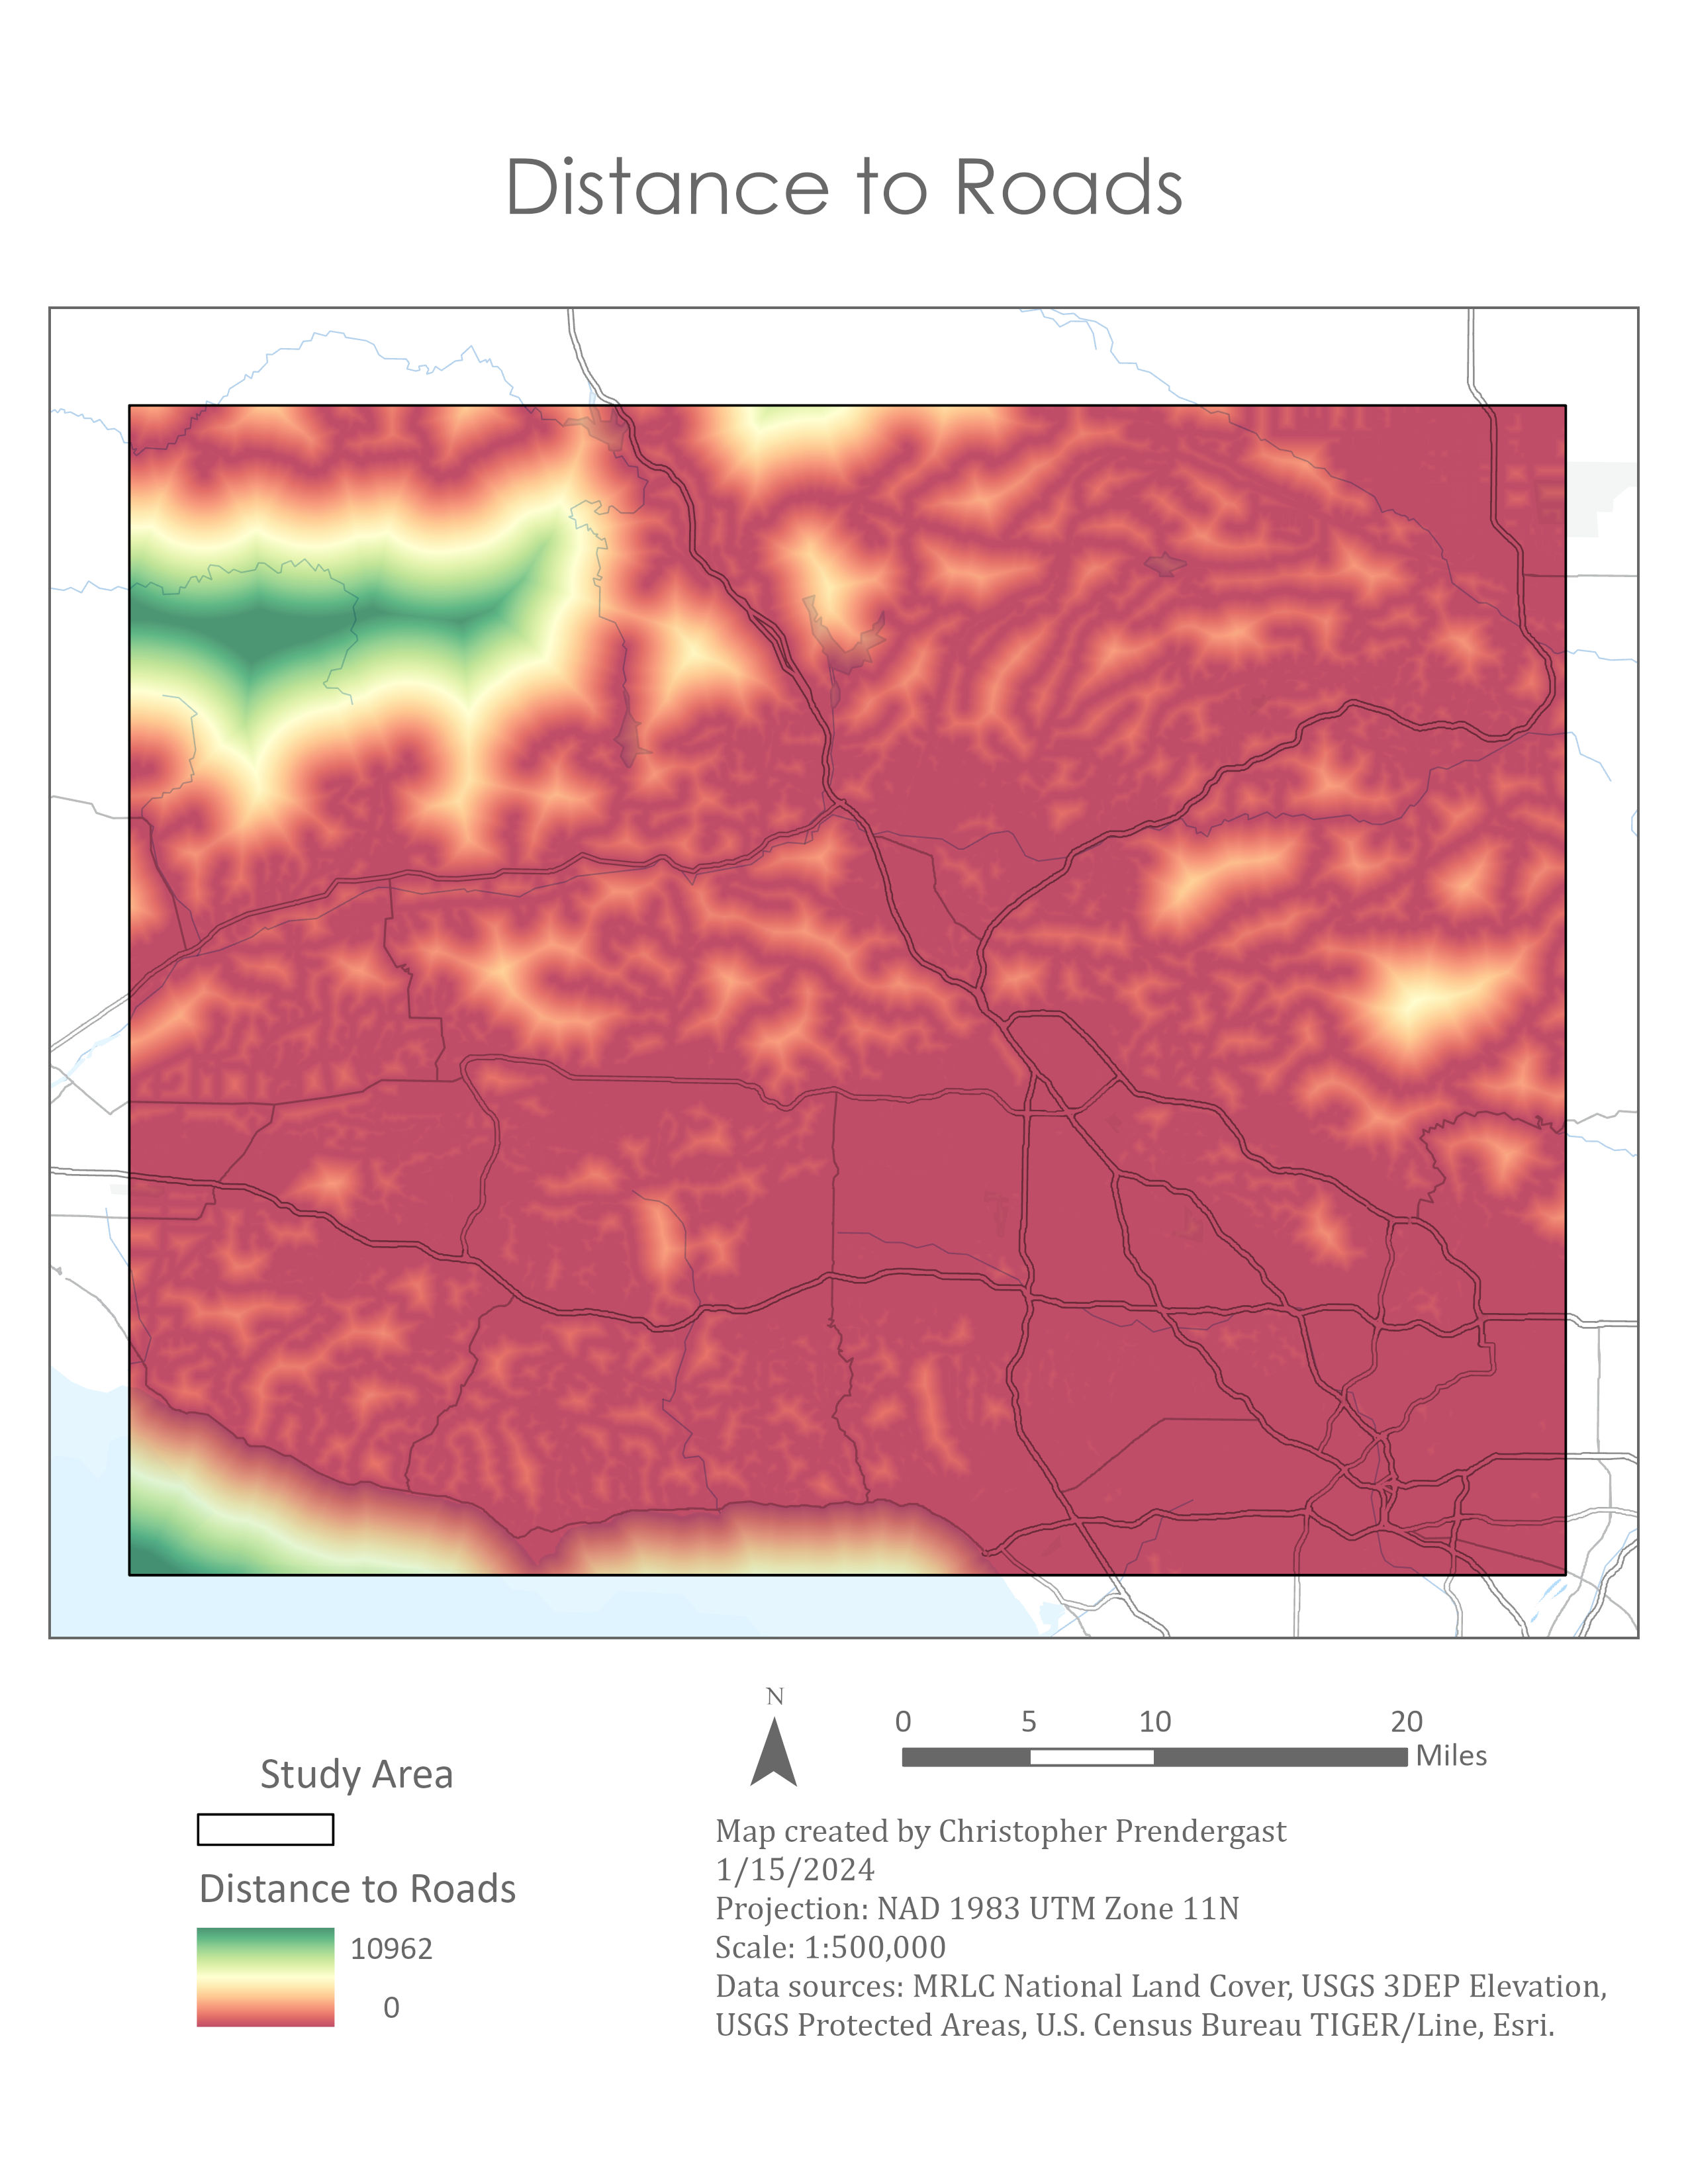 Distance to Roads
N
0 5 10 20
Miles
Study Area
Distance to Roads
10962
0
Map created by Christopher Prendergast
1/15/2024
Projection: NAD 1983 UTM Zone 11N
Scale: 1:500,000
Data sources: MRLC National Land Cover, USGS 3DEP Elevation,
USGS Protected Areas, U.S. Census Bureau TIGER/Line, Esri.